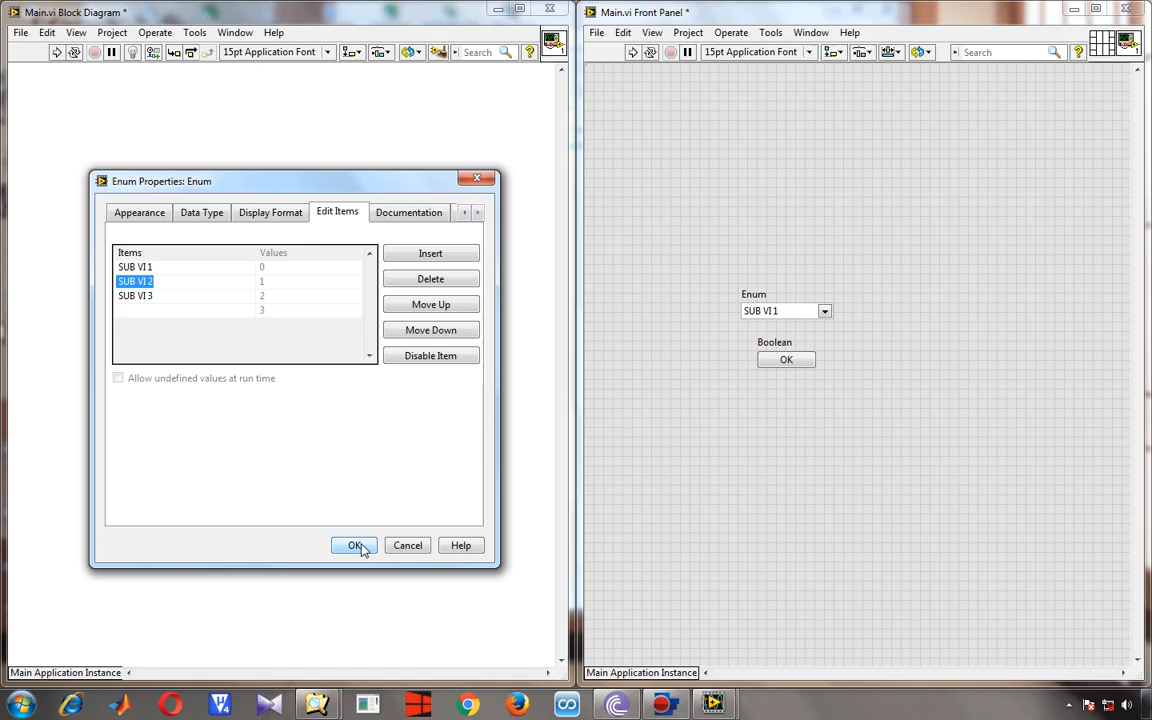 Main.vi Block Diagram *
File Edit View Project Operate Tools Window Help
15pt Application Font
Search
Enum Properties: Enum
Appearance Data Type Display Format Edit Items Documentation
Items Values
SUB VI 1 0
SUB VI 2 1
SUB VI 3 2
3
Insert
Delete
Move Up
Move Down
Disable Item
Allow undefined values at run time
OK Cancel Help
Main Application Instance
Main.vi Front Panel *
File Edit View Project Operate Tools Window Help
15pt Application Font
Search
Enum
SUB VI 1
Boolean
OK
Main Application Instance